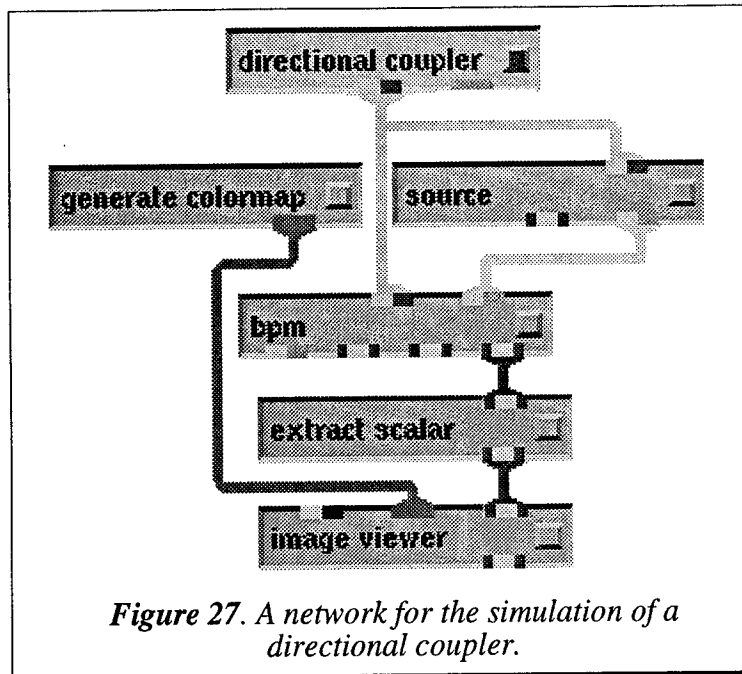 directional coupler
generate colormap
source
bpm
extract scalar
image viewer
Figure 27. A network for the simulation of a
directional coupler.